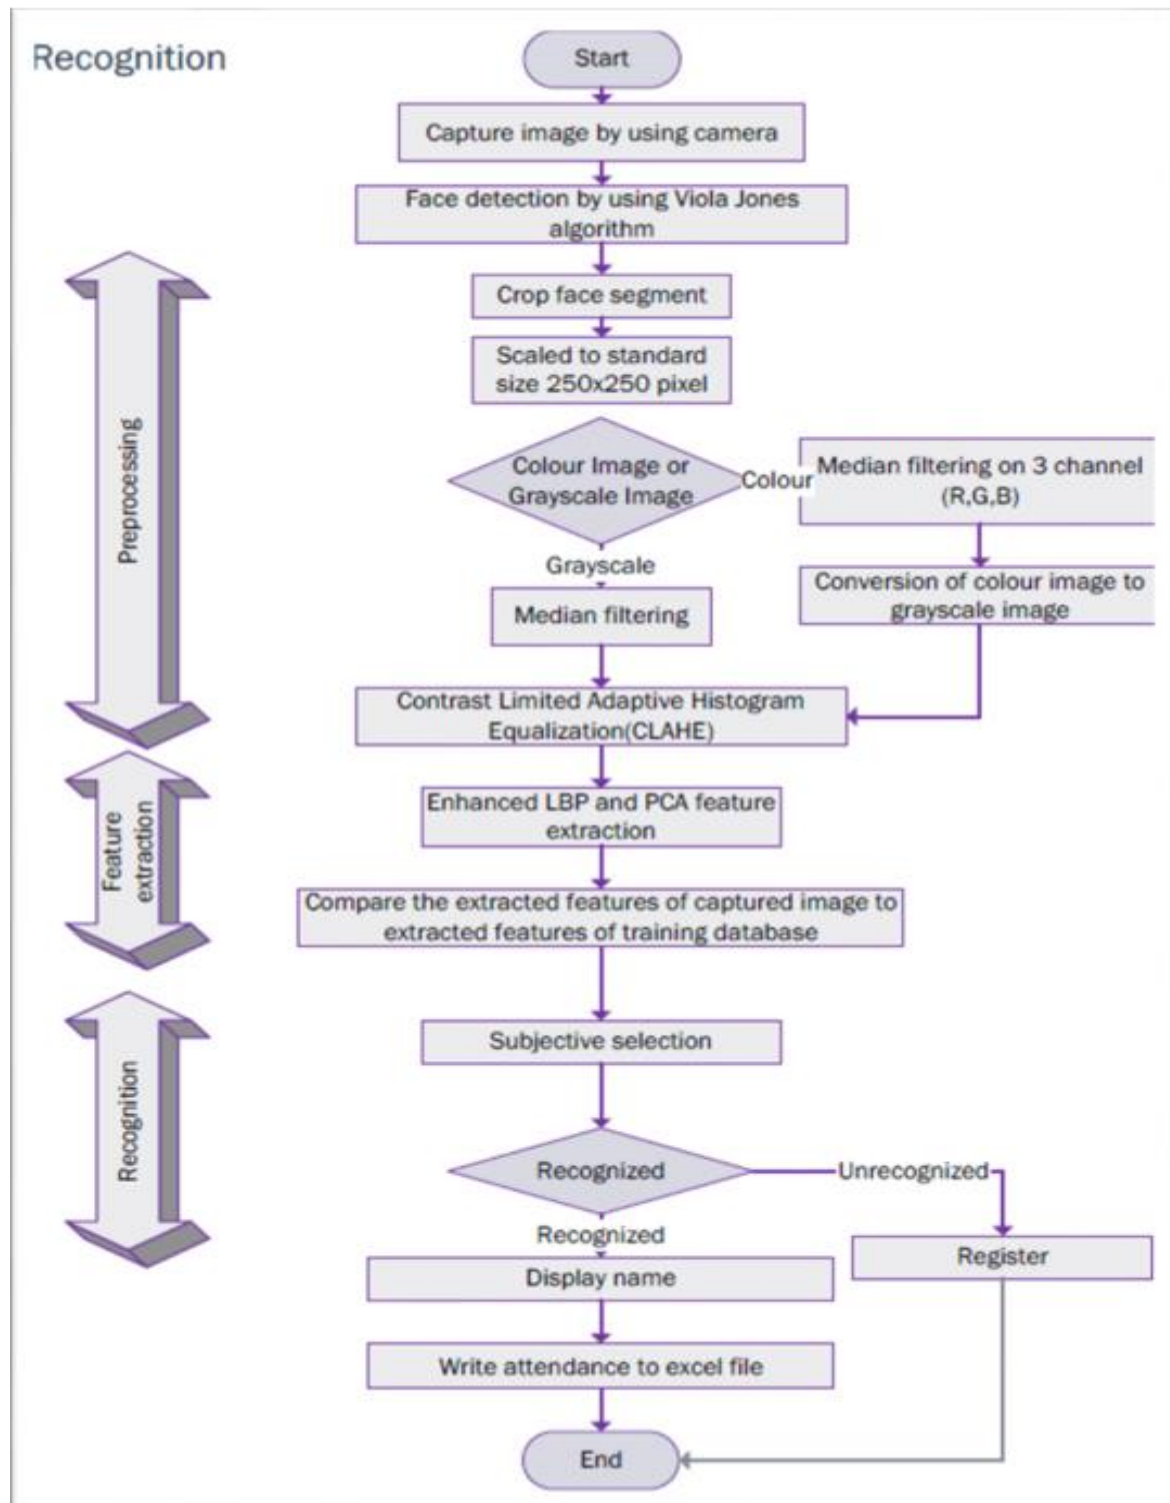 Recognition
Start
Capture image by using camera
Face detection by using Viola Jones
algorithm
Crop face segment
Scaled to standard
size 250x250 pixel
Preprocessing
Colour Image or
Grayscale Image
Colour
Median filtering on 3 channel
(R,G,B)
Grayscale
Conversion of colour image to
grayscale image
Median filtering
Contrast Limited Adaptive Histogram
Equalization(CLAHE)
Feature
extraction
Enhanced LBP and PCA feature
extraction
Compare the extracted features of captured image to
extracted features of training database
Recognition
Subjective selection
Recognized
Unrecognized
Recognized
Register
Display name
Write attendance to excel file
End